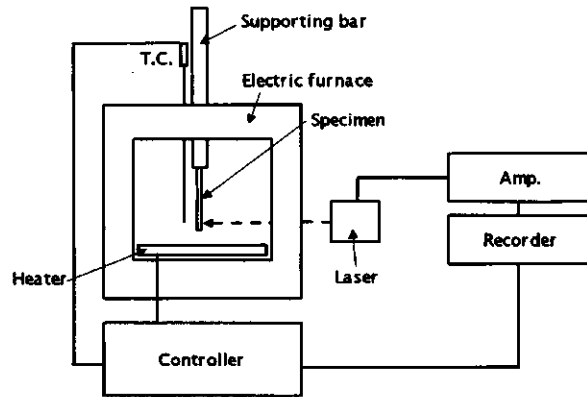 Supporting bar
T.C.
Electric furnace
Specimen
Amp.
Recorder
Heater
Laser
Controller